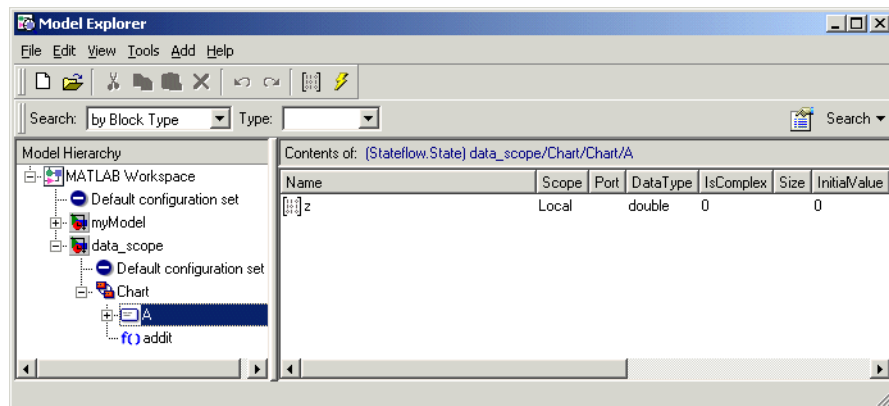 Model Explorer
File Edit View Tools Add Help
Search: by Block Type Type: Search
Model Hierarchy
Contents of: (Stateflow.State) data_scope/Chart/Chart/A
MATLAB Workspace
Default configuration set
myModel
data_scope
Default configuration set
Chart
A
f() addit
Name Scope Port DataType IsComplex Size InitialValue
z Local double 0 0